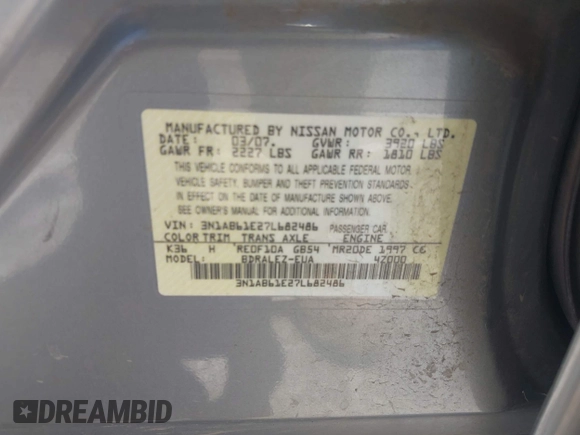 MANUFACTURED BY NISSAN MOTOR CO., LTD.
DATE: 03/07. GVWR: 3920 LBS
GAWR FR: 2227 LBS GAWR RR: 1810 LBS
THIS VEHICLE CONFORMS TO ALL APPLICABLE FEDERAL MOTOR
VEHICLE SAFETY, BUMPER AND THEFT PREVENTION STANDARDS
IN EFFECT ON THE DATE OF MANUFACTURE SHOWN ABOVE.
SEE OWNER'S MANUAL FOR ADDITIONAL INFORMATION.
VIN: 3N1AB61E27L682486 PASSENGER CAR
COLOR TRIM TRANS AXLE ENGINE
K36 H RE0F10A GB54 MR20DE 1997 CC
MODEL: BDRALEZ-EUA 4Z000
3N1AB61E27L682486
DREAMBID